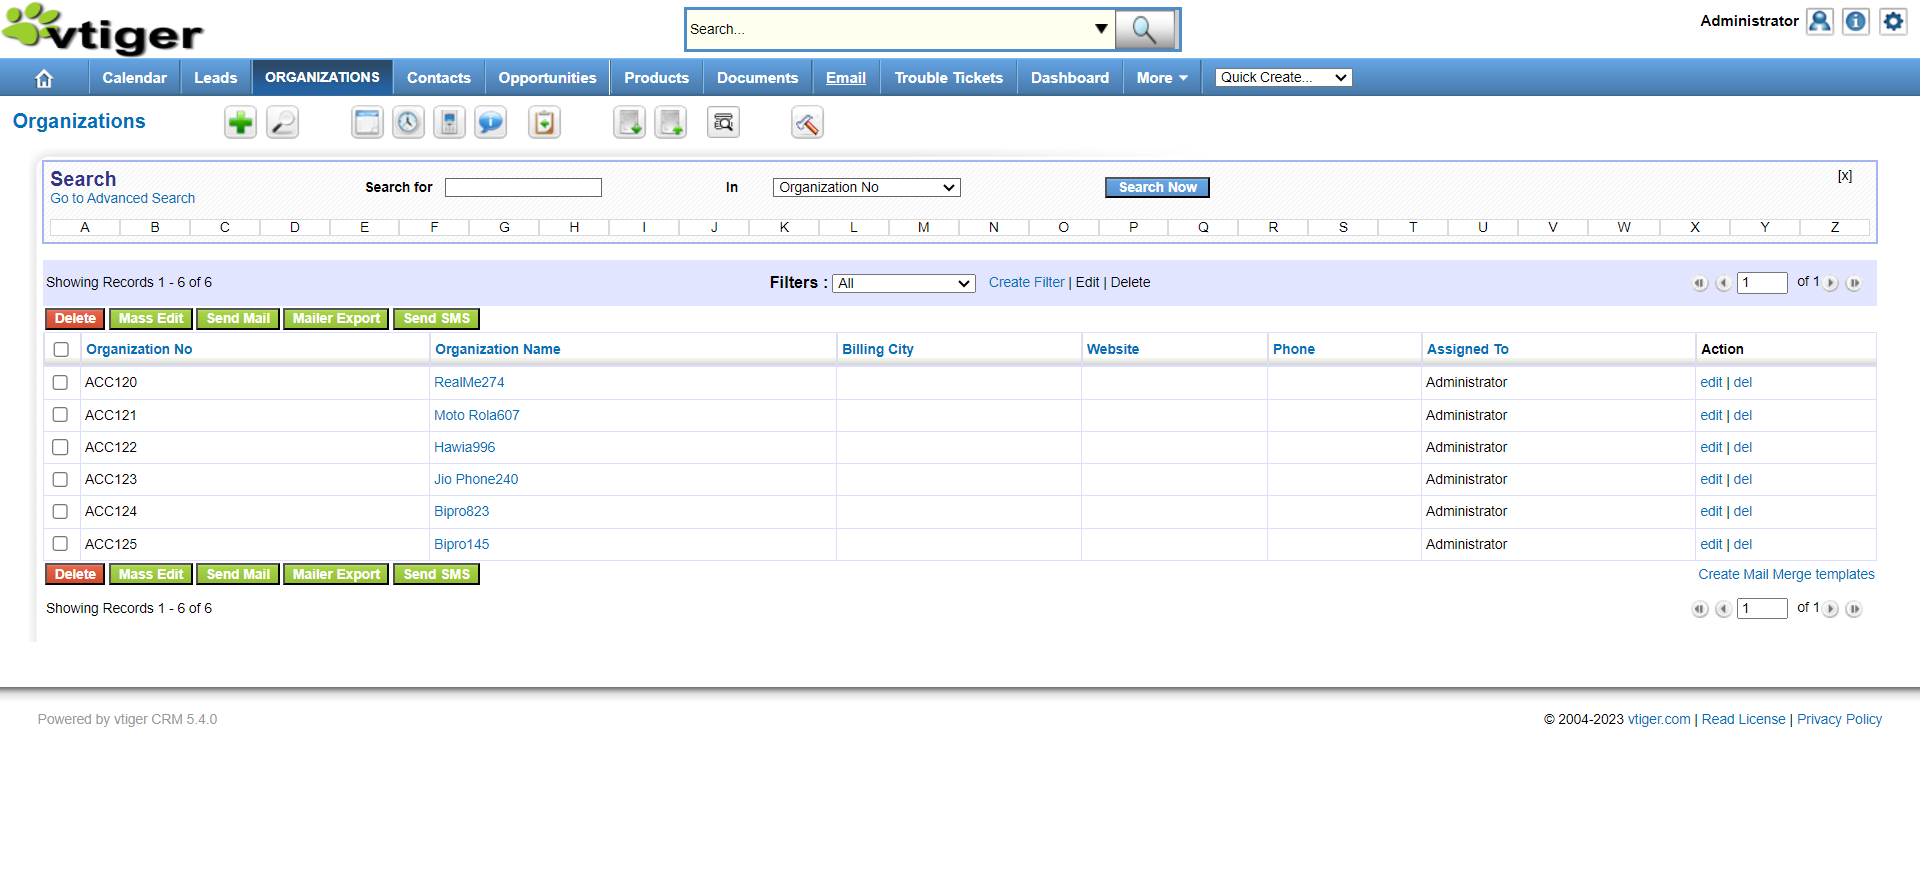 vtiger
Search...
Administrator
Calendar Leads ORGANIZATIONS Contacts Opportunities Products Documents Email Trouble Tickets Dashboard More Quick Create...
Organizations
Search
Go to Advanced Search
Search for In Organization No Search Now [x]
A B C D E F G H I J K L M N O P Q R S T U V W X Y Z
Showing Records 1 - 6 of 6 Filters : All Create Filter | Edit | Delete 1 of 1
Delete Mass Edit Send Mail Mailer Export Send SMS
Organization No Organization Name Billing City Website Phone Assigned To Action
ACC120 RealMe274 Administrator edit | del
ACC121 Moto Rola607 Administrator edit | del
ACC122 Hawia996 Administrator edit | del
ACC123 Jio Phone240 Administrator edit | del
ACC124 Bipro823 Administrator edit | del
ACC125 Bipro145 Administrator edit | del
Delete Mass Edit Send Mail Mailer Export Send SMS Create Mail Merge templates
Showing Records 1 - 6 of 6 1 of 1
Powered by vtiger CRM 5.4.0 © 2004-2023 vtiger.com | Read License | Privacy Policy